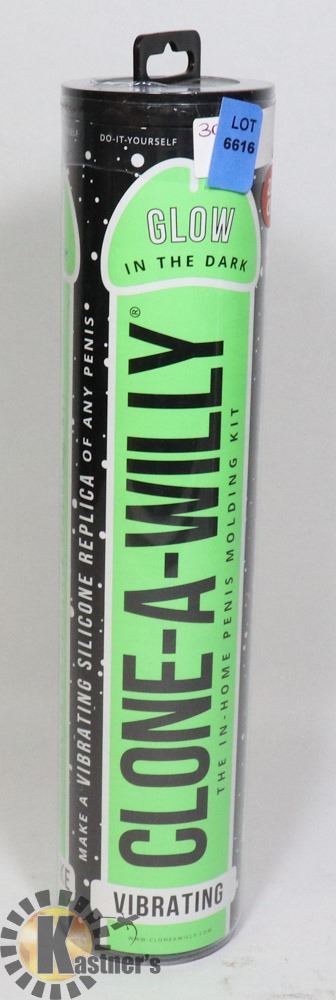 DO-IT-YOURSELF
30
LOT
6616
GLOW
IN THE DARK
MAKE A VIBRATING SILICONE REPLICA OF ANY PENIS
CLONE-A-WILLY®
THE IN-HOME PENIS MOLDING KIT
VIBRATING
WWW.CLONEAWILLY.COM
Kastner's